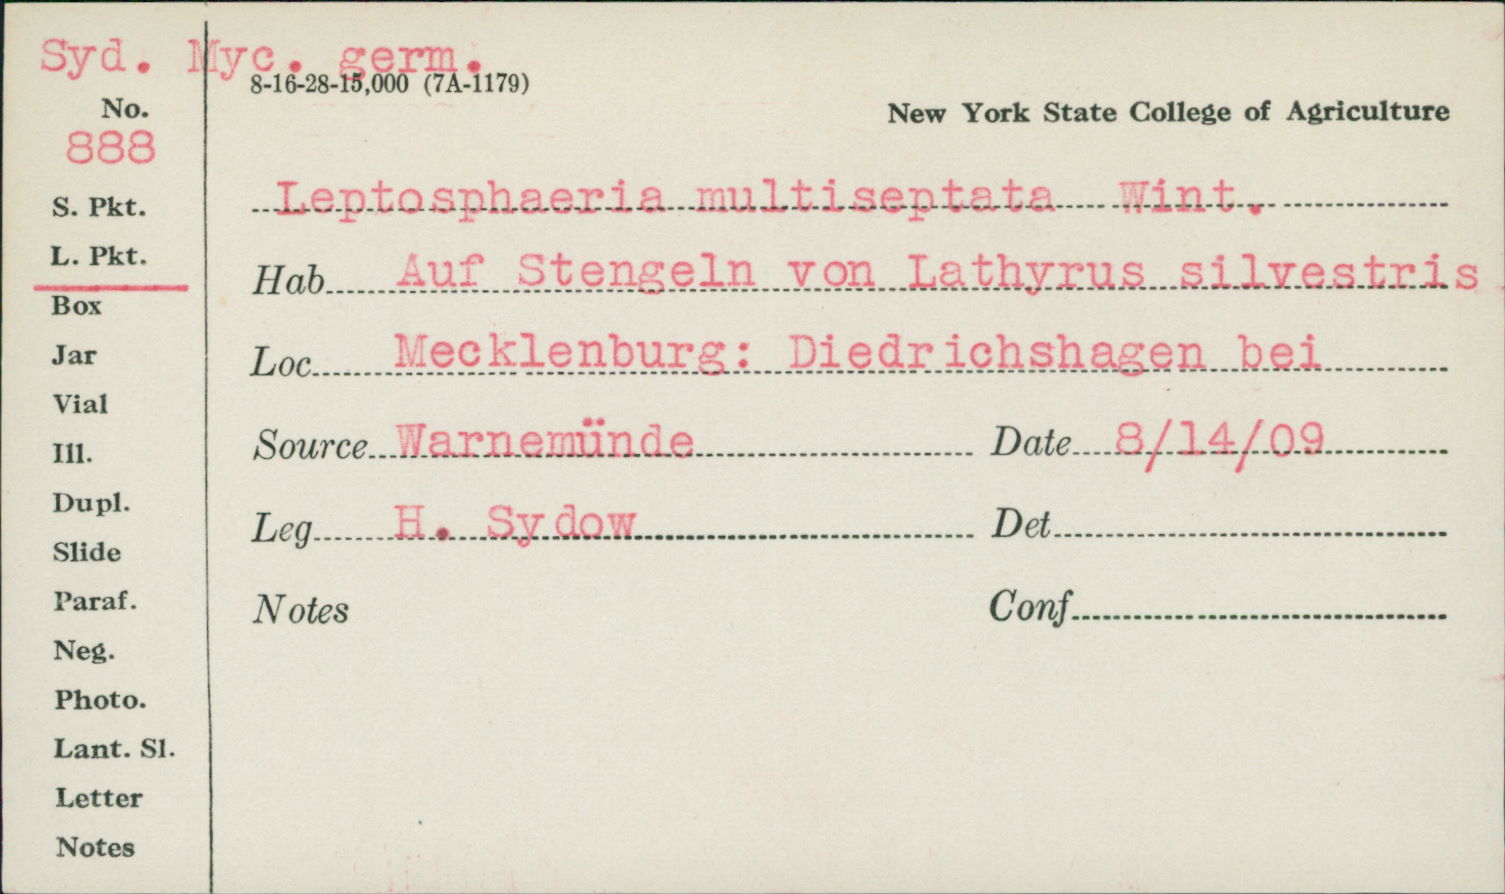 Syd. Myc. germ.
8-16-28-15,000 (7A-1179)
New York State College of Agriculture
No.
888
S. Pkt.
L. Pkt.
Box
Jar
Vial
Ill.
Dupl.
Slide
Paraf.
Neg.
Photo.
Lant. Sl.
Letter
Notes
Leptosphaeria multiseptata Wint.
Hab Auf Stengeln von Lathyrus silvestris
Loc Mecklenburg: Diedrichshagen bei
Source Warnemünde Date 8/14/09
Leg H. Sydow Det
Notes Conf